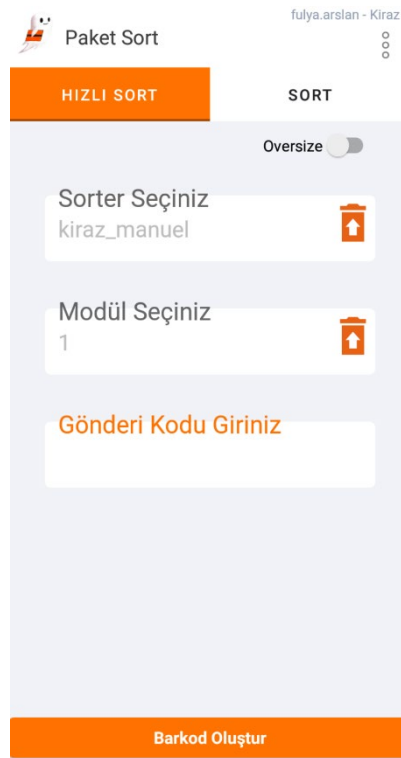 fulya.arslan - Kiraz
Paket Sort
HIZLI SORT
SORT
Oversize
Sorter Seçiniz
kiraz_manuel
Modül Seçiniz
1
Gönderi Kodu Giriniz
Barkod Oluştur